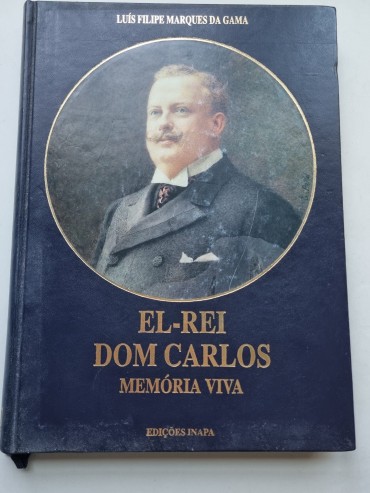 LUÍS FILIPE MARQUES DA GAMA
EL-REI
DOM CARLOS
MEMÓRIA VIVA
EDIÇÕES INAPA